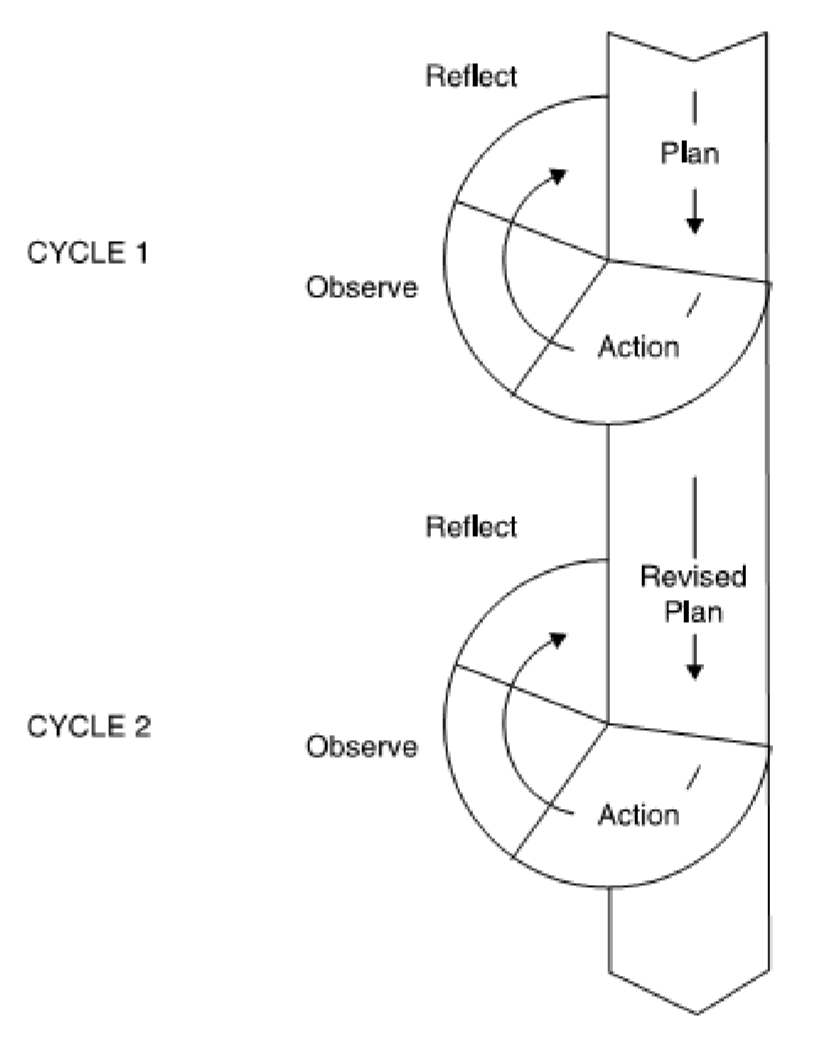 Reflect
Plan
CYCLE 1
Observe
Action
Reflect
Revised
Plan
CYCLE 2
Observe
Action